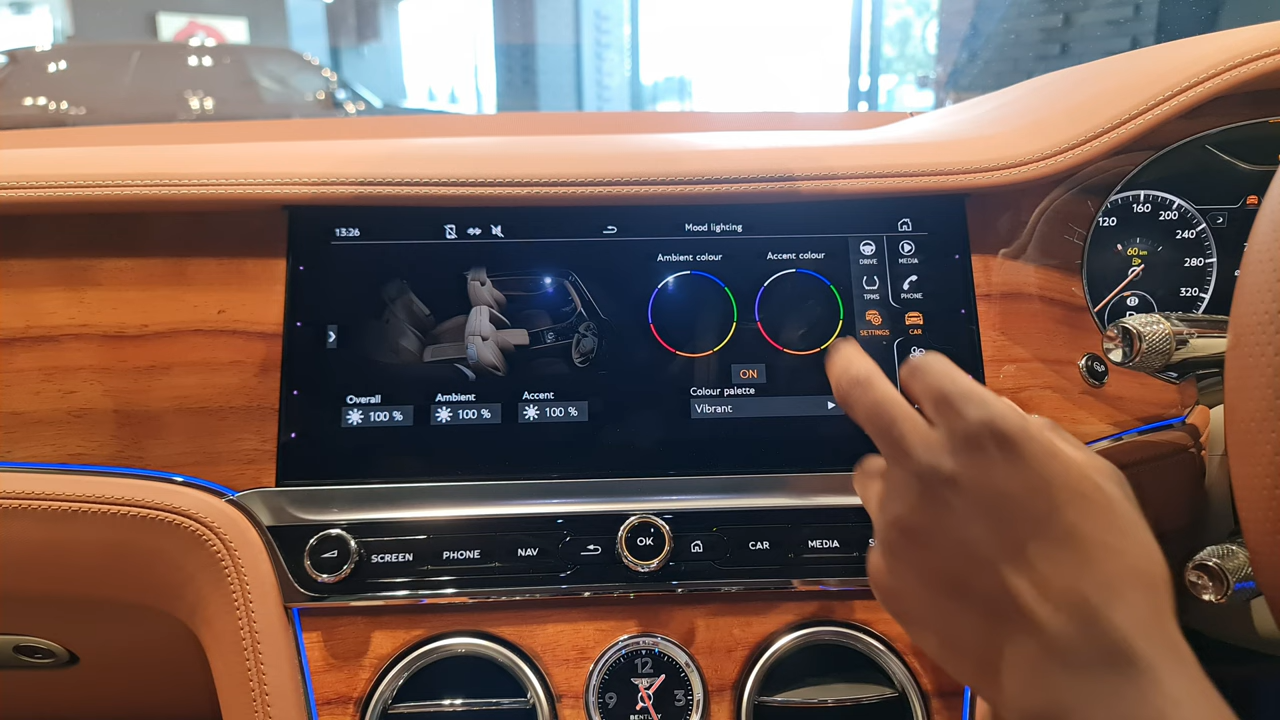 13:26
Mood lighting
Ambient colour
Accent colour
DRIVE
MEDIA
TPMS
PHONE
SETTINGS
CAR
ON
Colour palette
Vibrant
Overall
100 %
Ambient
100 %
Accent
100 %
120
160
200
240
280
320
60 km
SCREEN
PHONE
NAV
OK
CAR
MEDIA
12
9
3
BENTLEY